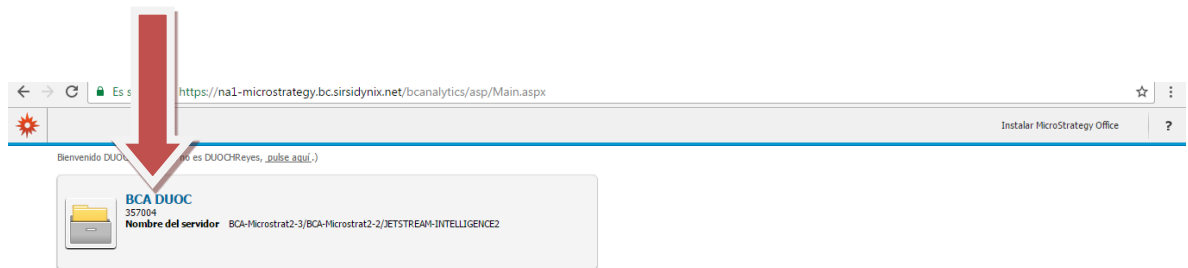 Es s https://na1-microstrategy.bc.sirsidynix.net/bcanalytics/asp/Main.aspx
Instalar MicroStrategy Office ?
Bienvenido DUOC no es DUOCHReyes, pulse aquí.)
BCA DUOC
357004
Nombre del servidor BCA-Microstrat2-3/BCA-Microstrat2-2/JETSTREAM-INTELLIGENCE2